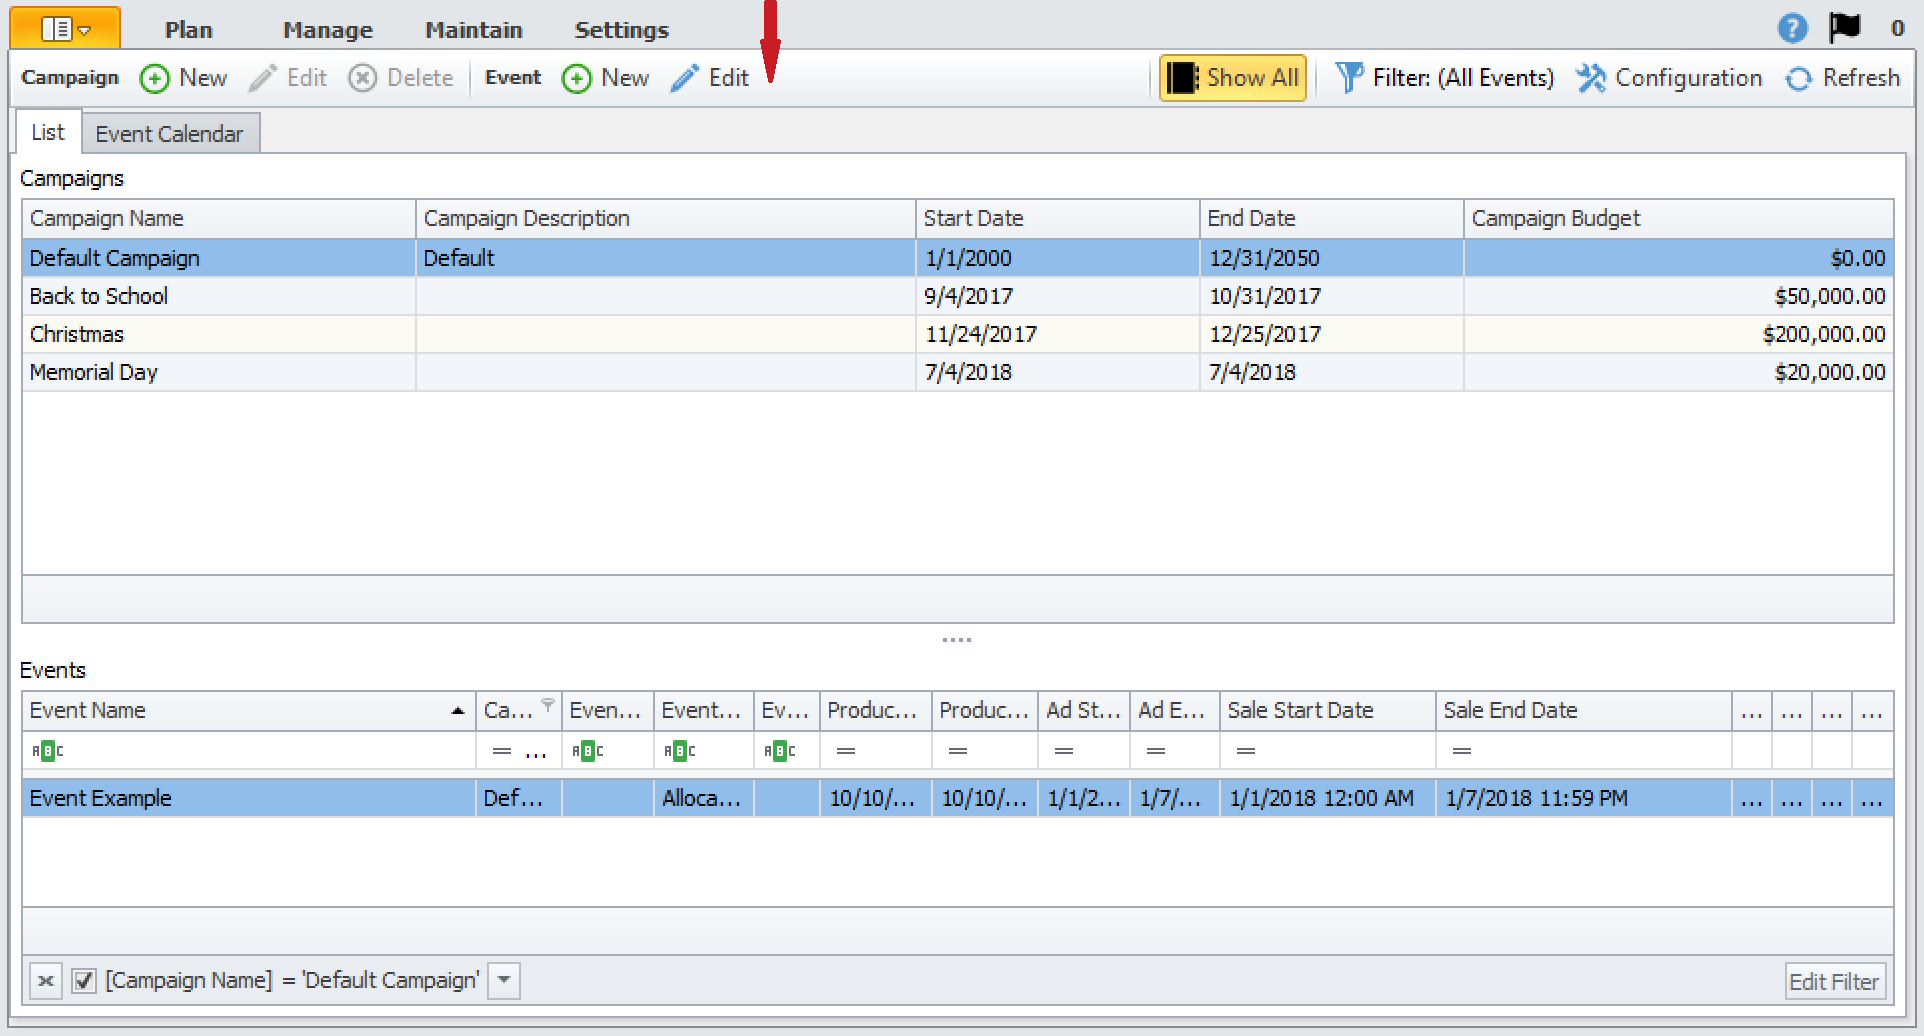 Plan Manage Maintain Settings ? 0
Campaign New Edit Delete Event New Edit Show All Filter: (All Events) Configuration Refresh
List Event Calendar
Campaigns
Campaign Name Campaign Description Start Date End Date Campaign Budget
Default Campaign Default 1/1/2000 12/31/2050 $0.00
Back to School 9/4/2017 10/31/2017 $50,000.00
Christmas 11/24/2017 12/25/2017 $200,000.00
Memorial Day 7/4/2018 7/4/2018 $20,000.00
Events
Event Name Ca... Even... Event... Ev... Produc... Produc... Ad St... Ad E... Sale Start Date Sale End Date ... ... ... ...
ABC = ... ABC ABC ABC = = = = = =
Event Example Def... Alloca... 10/10/... 10/10/... 1/1/2... 1/7/... 1/1/2018 12:00 AM 1/7/2018 11:59 PM ... ... ... ...
[Campaign Name] = 'Default Campaign' Edit Filter